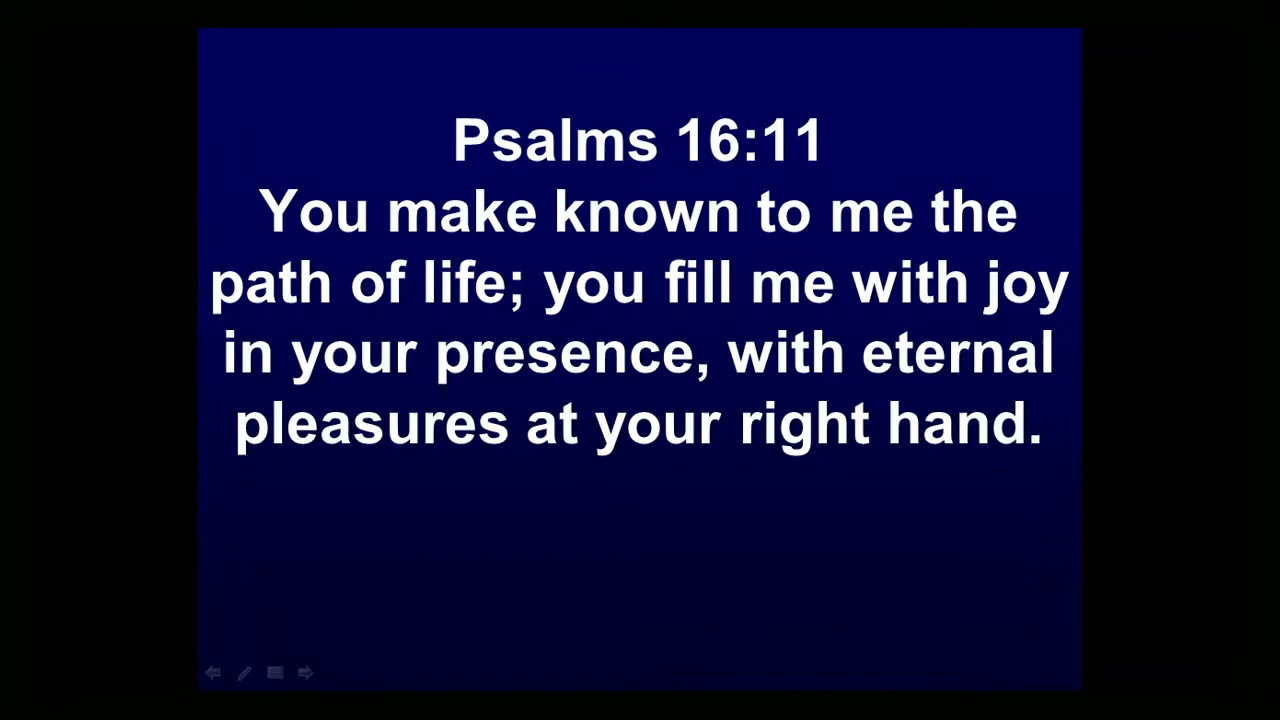 Psalms 16:11
You make known to me the
path of life; you fill me with joy
in your presence, with eternal
pleasures at your right hand.